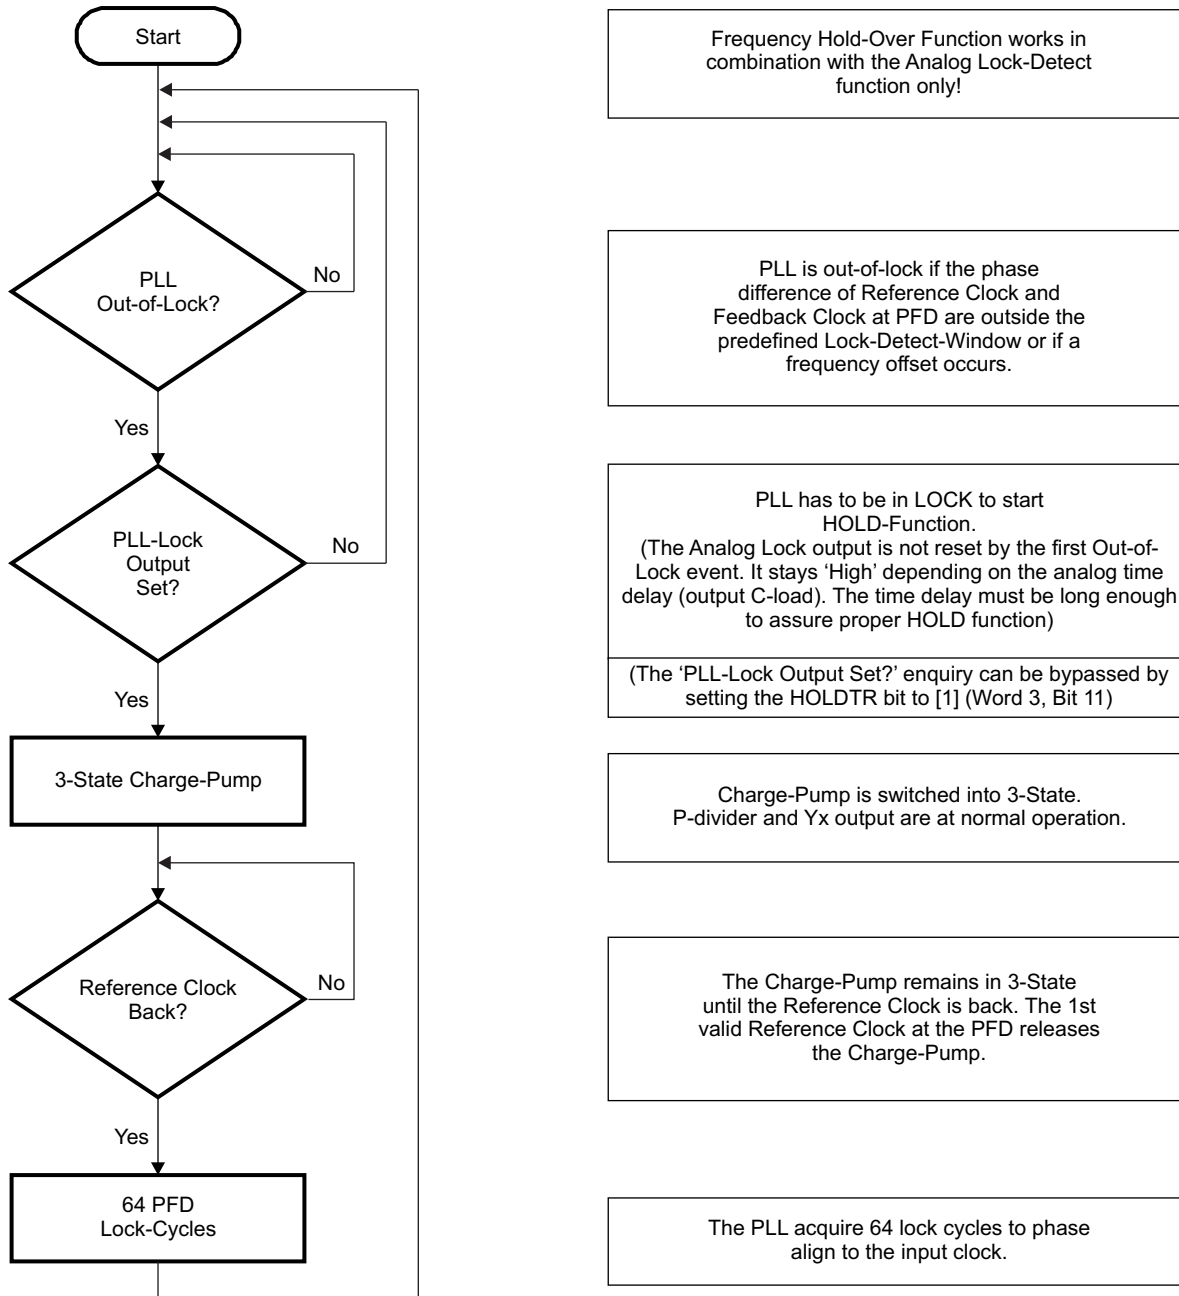 Start
Frequency Hold-Over Function works in
combination with the Analog Lock-Detect
function only!
PLL
Out-of-Lock?
No
Yes
PLL is out-of-lock if the phase
difference of Reference Clock and
Feedback Clock at PFD are outside the
predefined Lock-Detect-Window or if a
frequency offset occurs.
PLL-Lock
Output
Set?
No
Yes
PLL has to be in LOCK to start
HOLD-Function.
(The Analog Lock output is not reset by the first Out-of-
Lock event. It stays ‘High’ depending on the analog time
delay (output C-load). The time delay must be long enough
to assure proper HOLD function)
(The ‘PLL-Lock Output Set?’ enquiry can be bypassed by
setting the HOLDTR bit to [1] (Word 3, Bit 11)
3-State Charge-Pump
Charge-Pump is switched into 3-State.
P-divider and Yx output are at normal operation.
Reference Clock
Back?
No
Yes
The Charge-Pump remains in 3-State
until the Reference Clock is back. The 1st
valid Reference Clock at the PFD releases
the Charge-Pump.
64 PFD
Lock-Cycles
The PLL acquire 64 lock cycles to phase
align to the input clock.